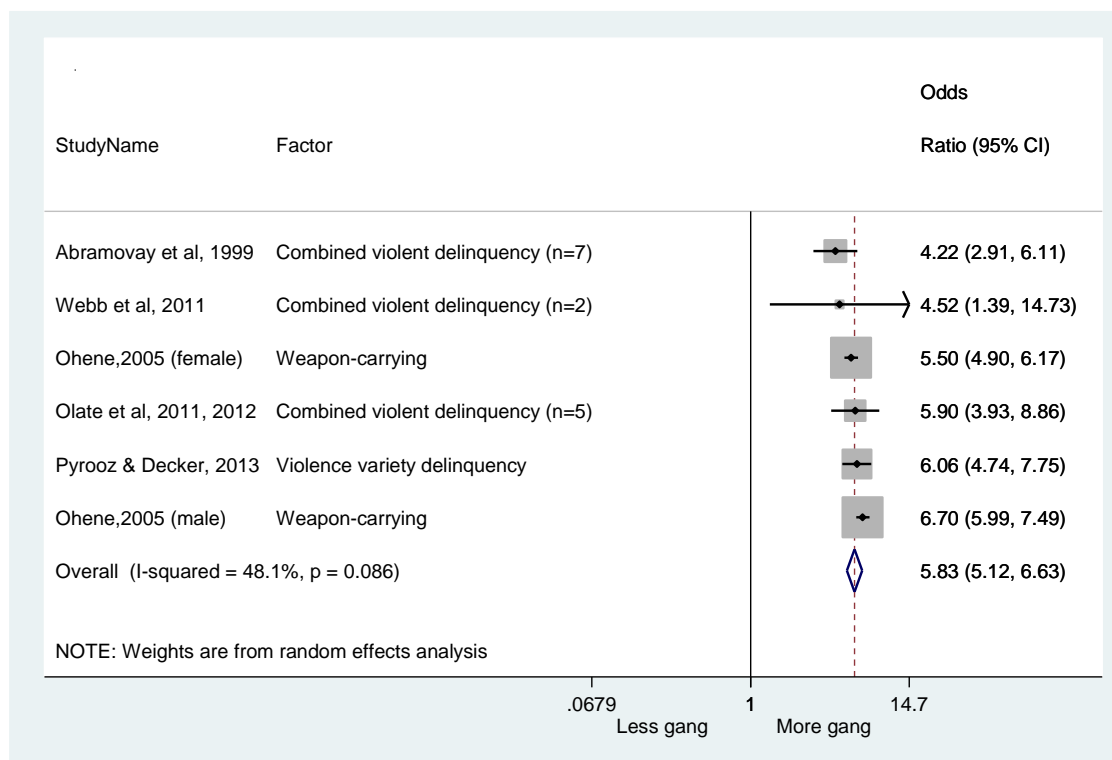 Odds
StudyName Factor Ratio (95% CI)
Abramovay et al, 1999 Combined violent delinquency (n=7) 4.22 (2.91, 6.11)
Webb et al, 2011 Combined violent delinquency (n=2) 4.52 (1.39, 14.73)
Ohene,2005 (female) Weapon-carrying 5.50 (4.90, 6.17)
Olate et al, 2011, 2012 Combined violent delinquency (n=5) 5.90 (3.93, 8.86)
Pyrooz & Decker, 2013 Violence variety delinquency 6.06 (4.74, 7.75)
Ohene,2005 (male) Weapon-carrying 6.70 (5.99, 7.49)
Overall (I-squared = 48.1%, p = 0.086) 5.83 (5.12, 6.63)
NOTE: Weights are from random effects analysis
.0679 1 14.7
Less gang More gang